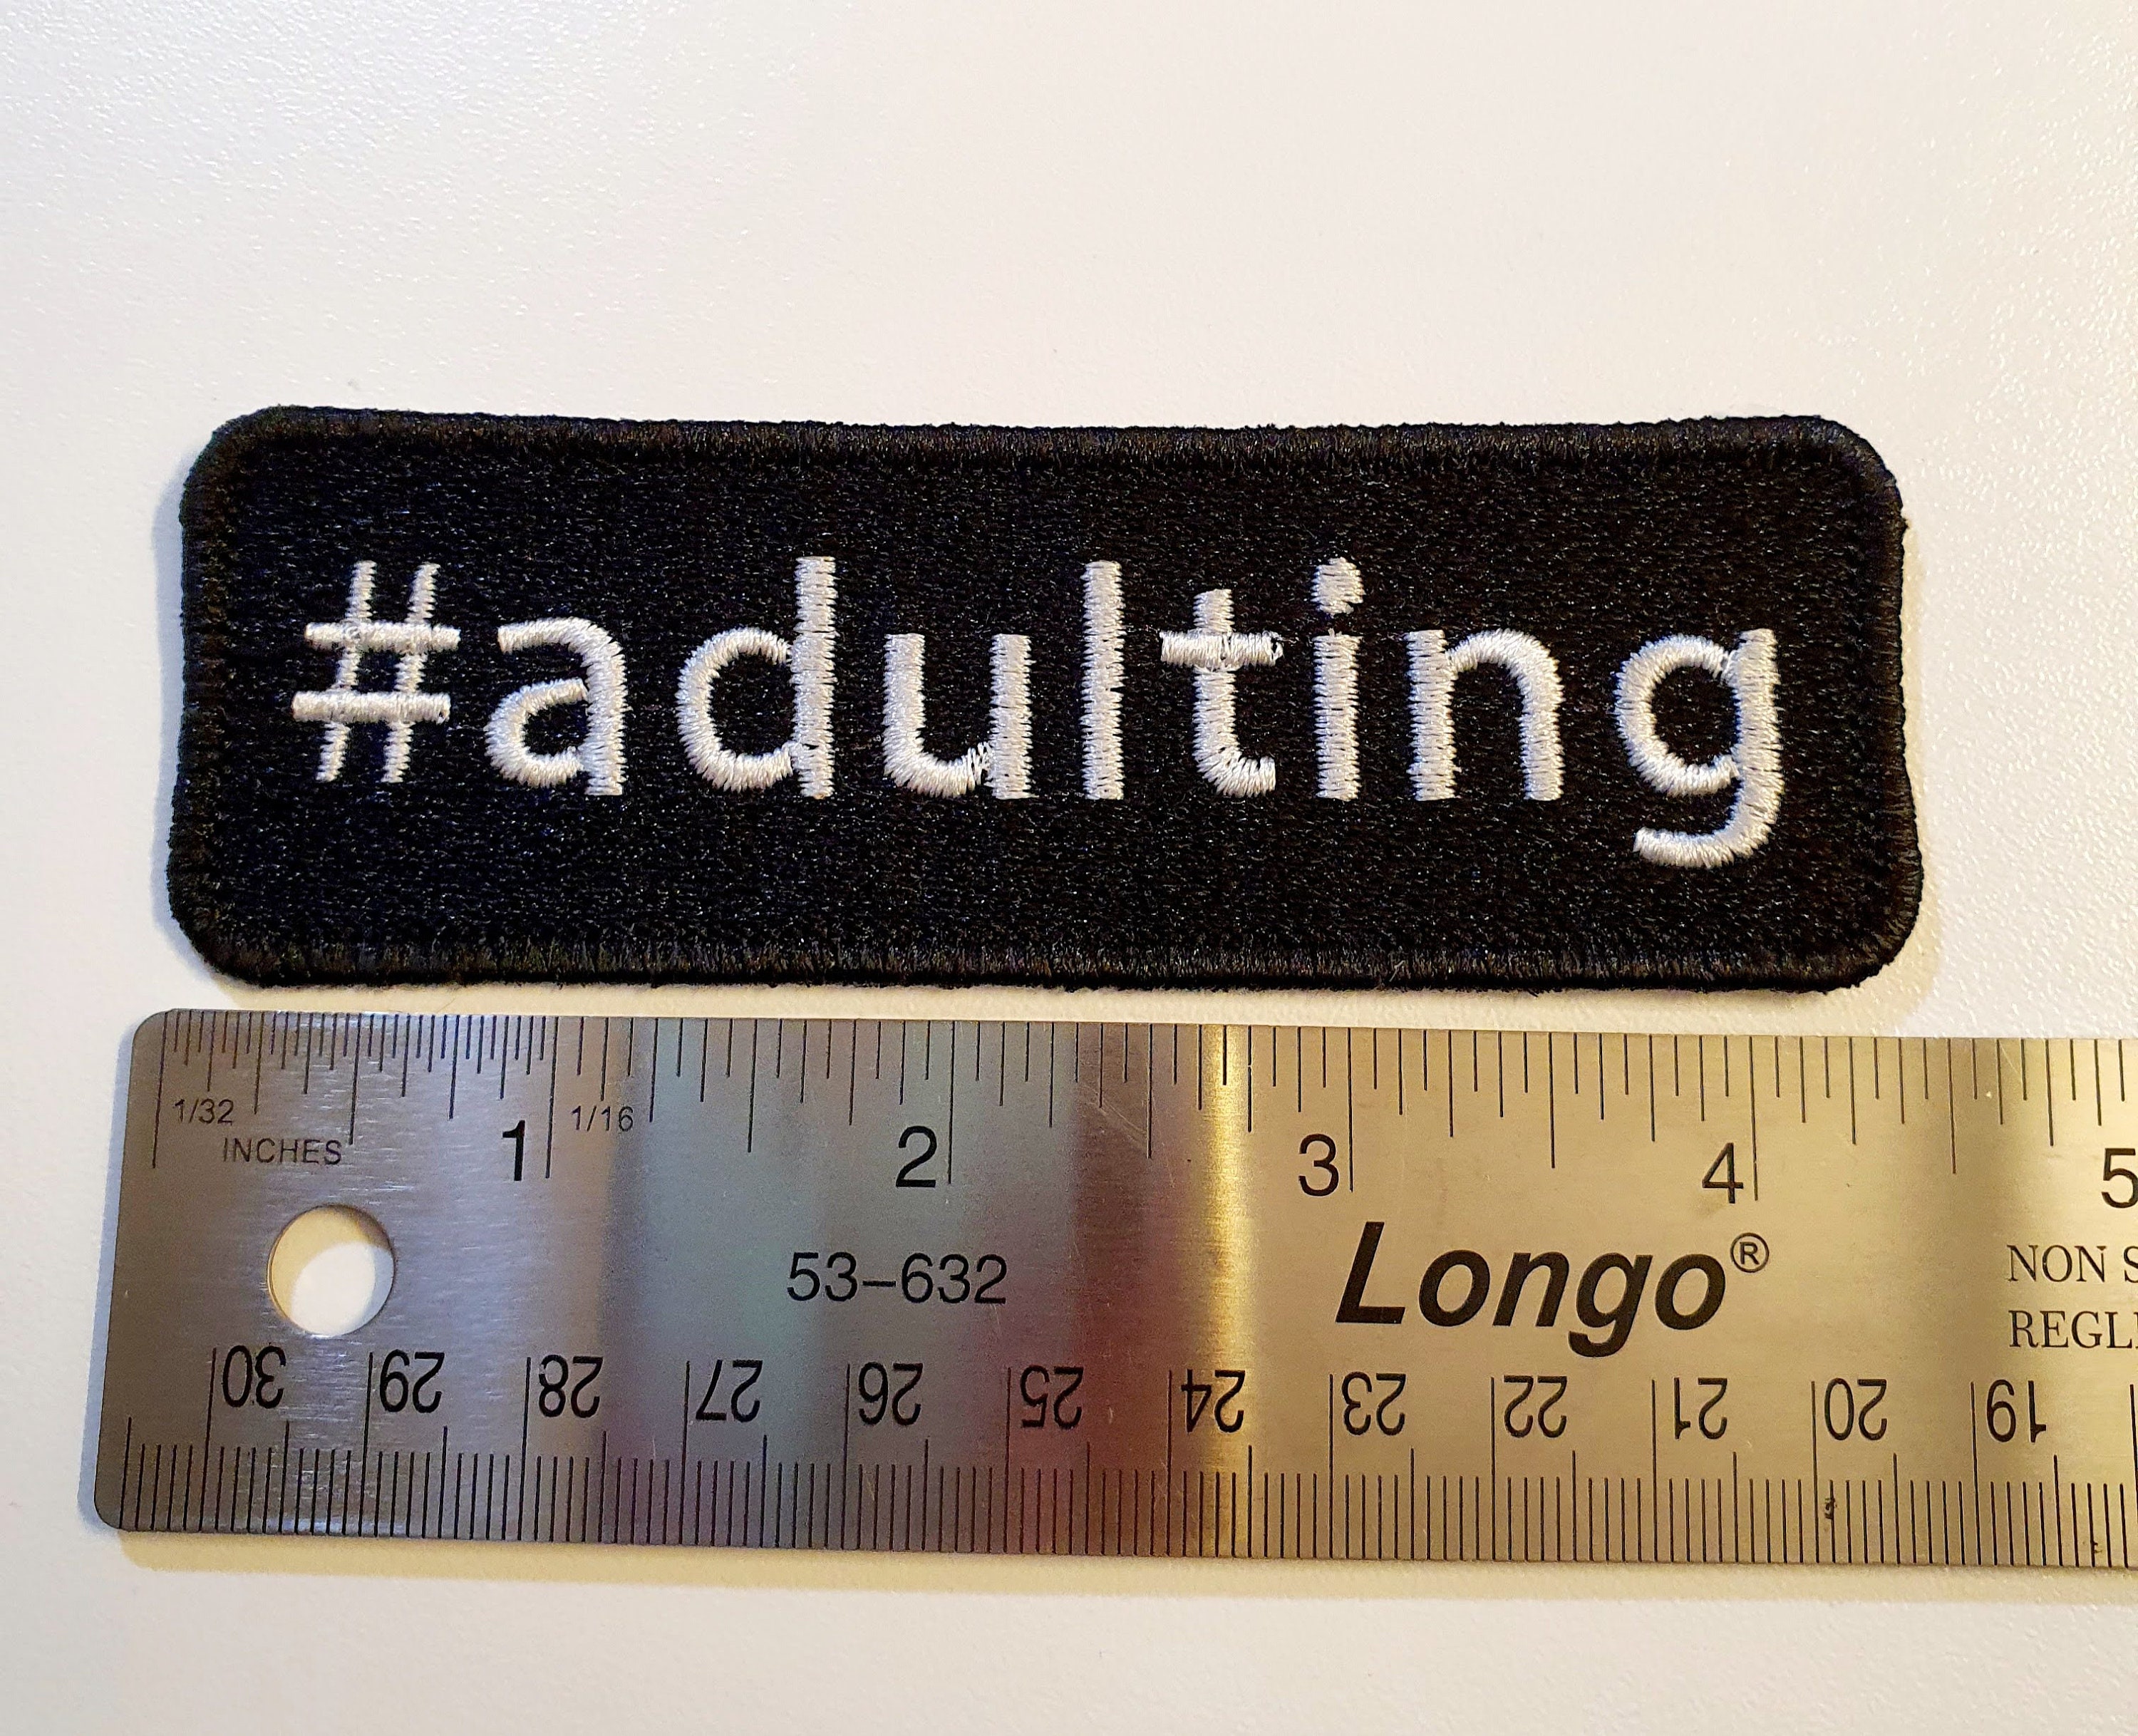 #adulting
1/32 1/16
INCHES 1 2 3 4 5
53-632 Longo® NON S
REGL
30 29 28 27 26 25 24 23 22 21 20 19